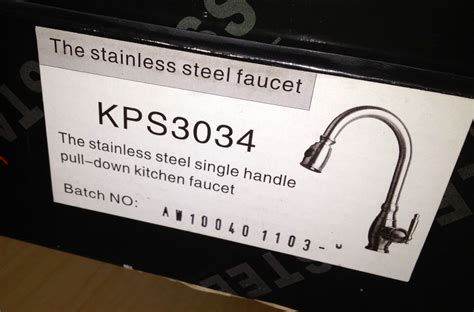 The stainless steel faucet
KPS3034
The stainless steel single handle
pull-down kitchen faucet
Batch NO: AW10040 1103-